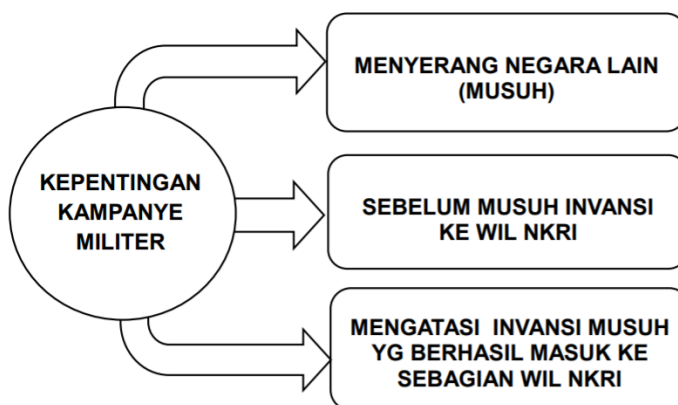 KEPENTINGAN
KAMPANYE
MILITER
MENYERANG NEGARA LAIN
(MUSUH)
SEBELUM MUSUH INVANSI
KE WIL NKRI
MENGATASI INVANSI MUSUH
YG BERHASIL MASUK KE
SEBAGIAN WIL NKRI